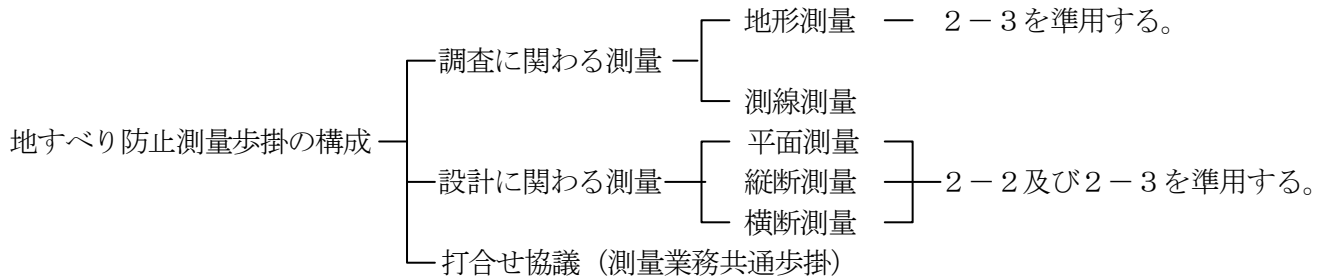 地形測量 － ２－３を準用する。
調査に関わる測量
測線測量
地すべり防止測量歩掛の構成
平面測量
設計に関わる測量
縦断測量
２－２及び２－３を準用する。
横断測量
打合せ協議（測量業務共通歩掛）